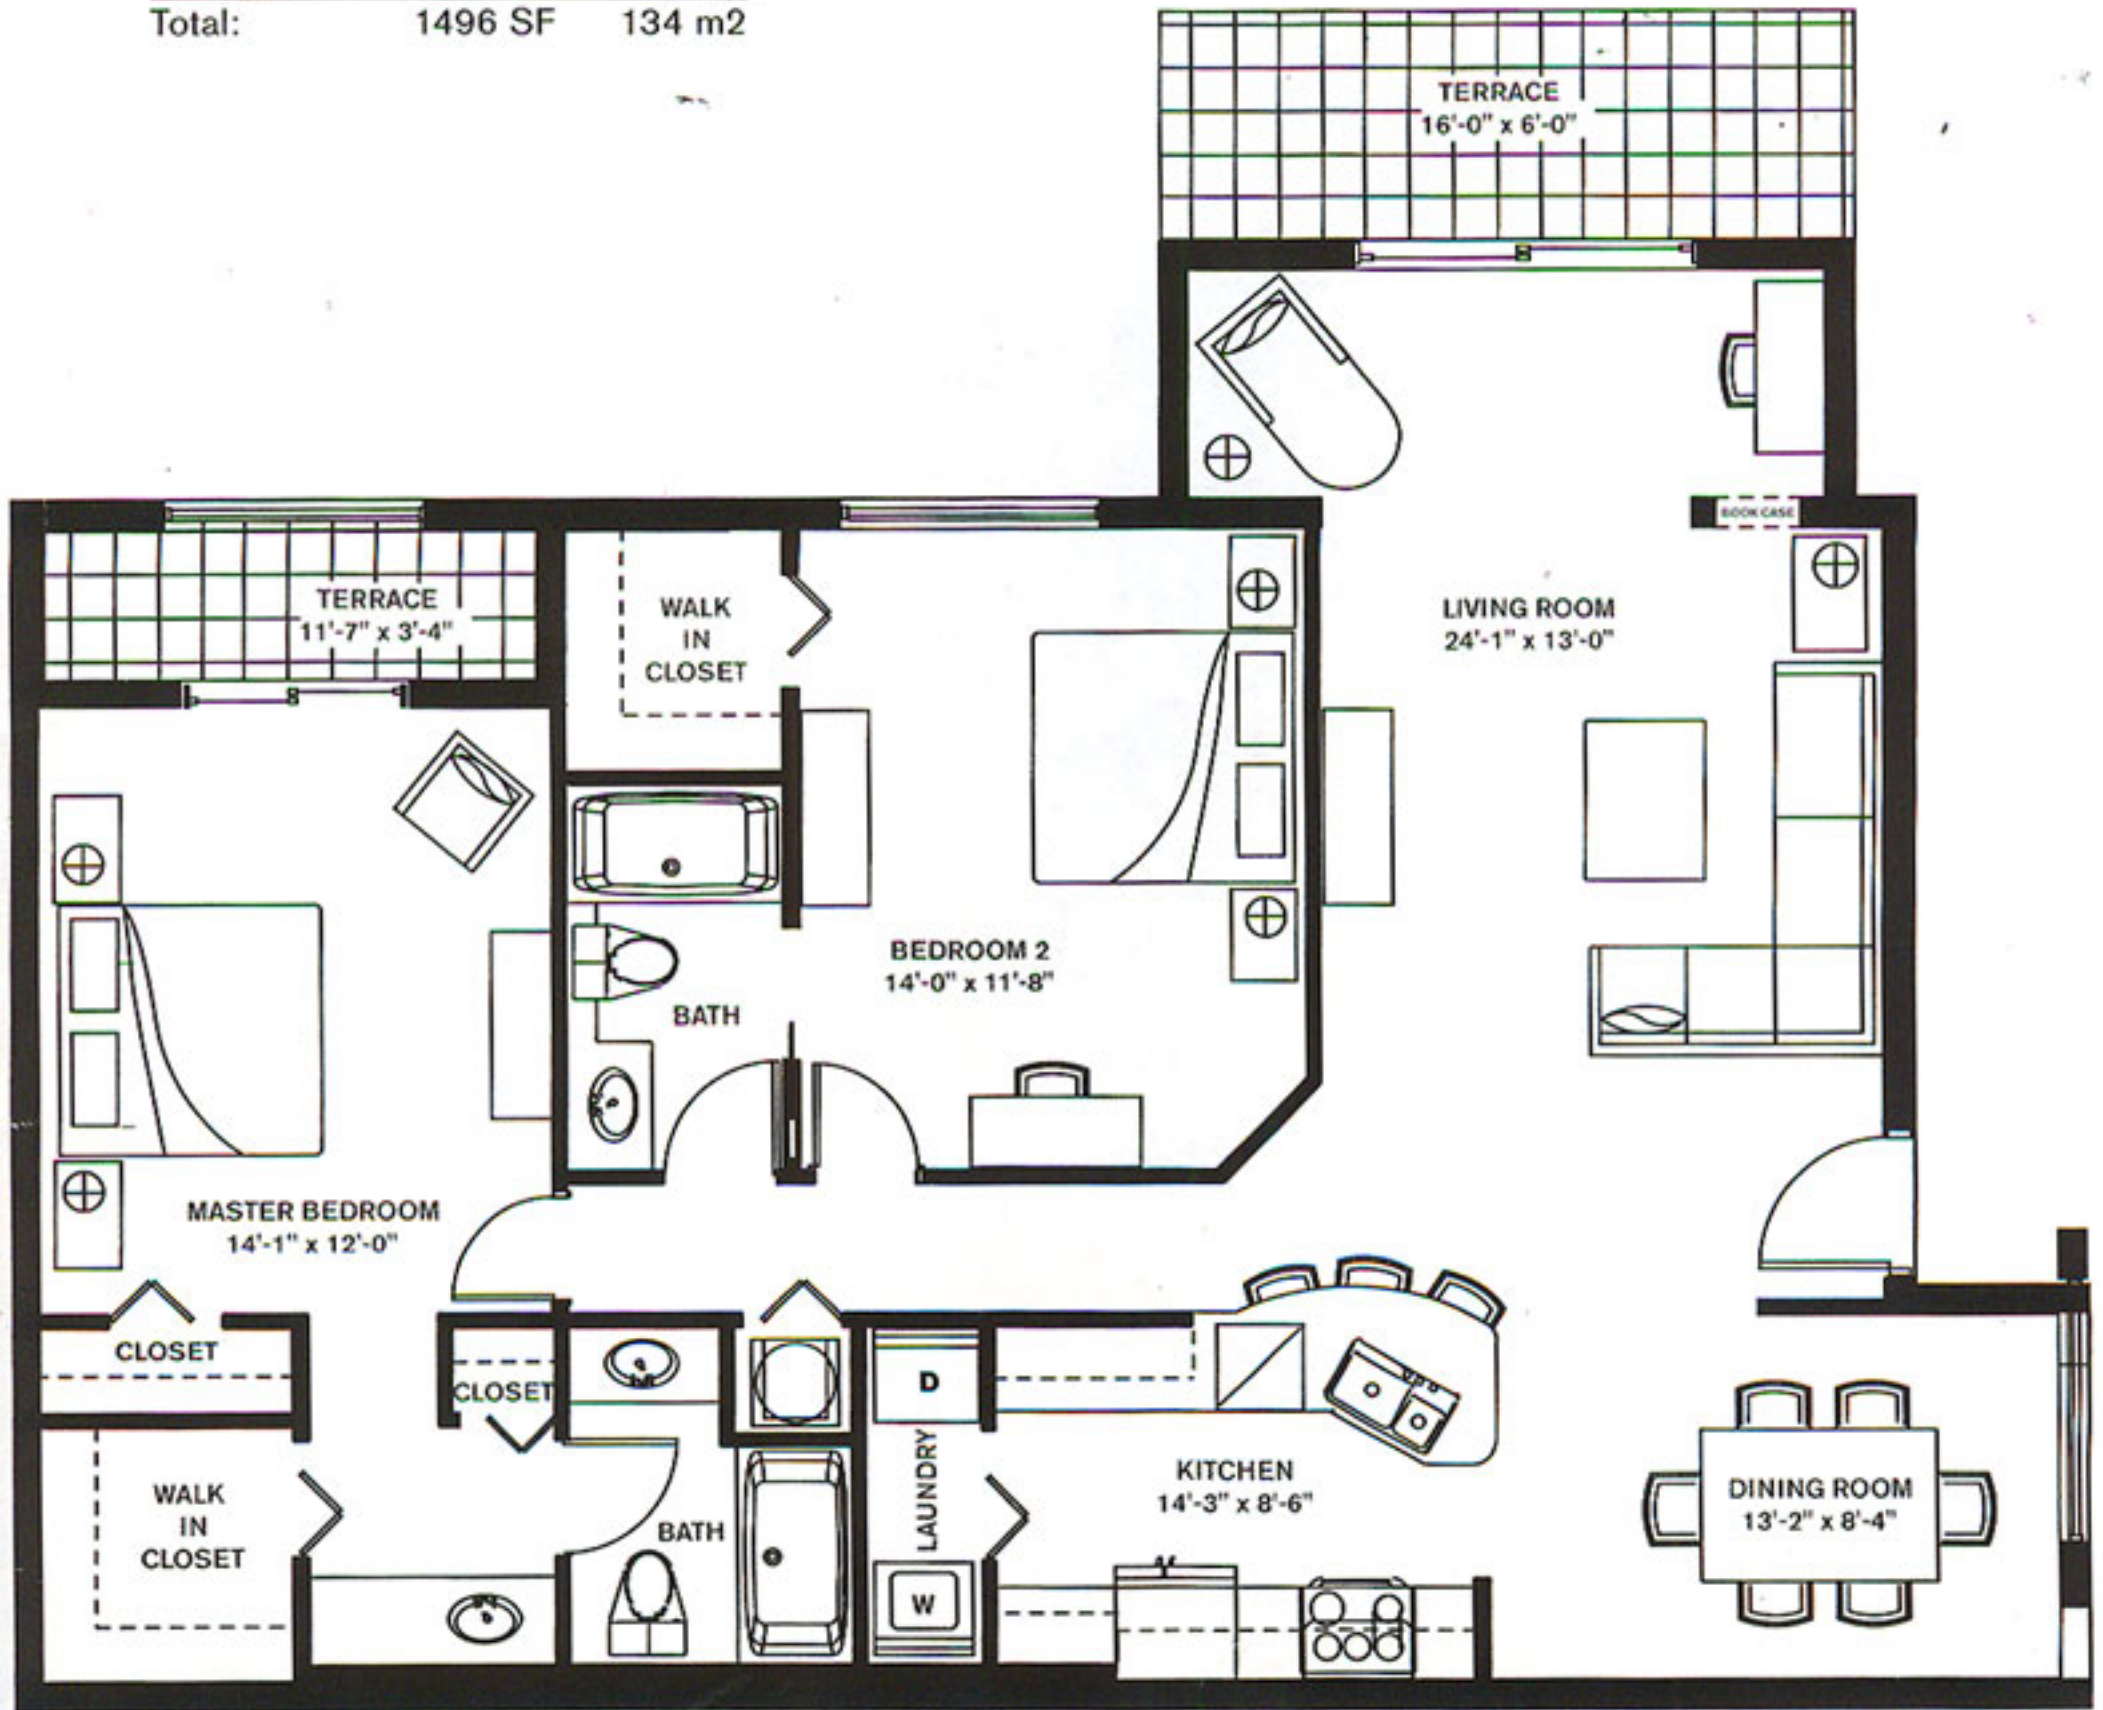 Total: 1496 SF 134 m2
TERRACE
16'-0" x 6'-0"
BOOK CASE
TERRACE
11'-7" x 3'-4"
WALK
IN
CLOSET
LIVING ROOM
24'-1" x 13'-0"
BEDROOM 2
14'-0" x 11'-8"
BATH
MASTER BEDROOM
14'-1" x 12'-0"
CLOSET
CLOSET
D
LAUNDRY
W
KITCHEN
14'-3" x 8'-6"
DINING ROOM
13'-2" x 8'-4"
WALK
IN
CLOSET
BATH